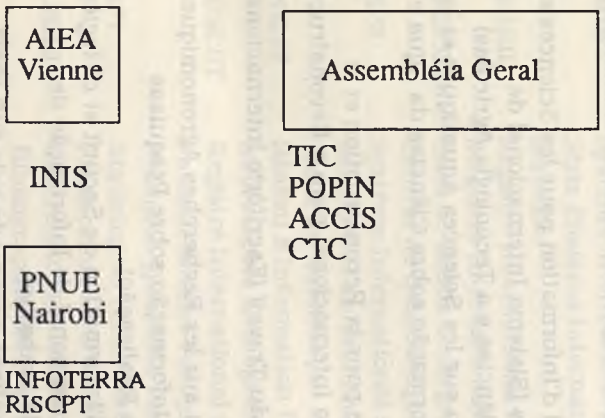 AIEA
Vienne
INIS
PNUE
Nairobi
INFOTERRA
RISCPT
Assembléia Geral
TIC
POPIN
ACCIS
CTC